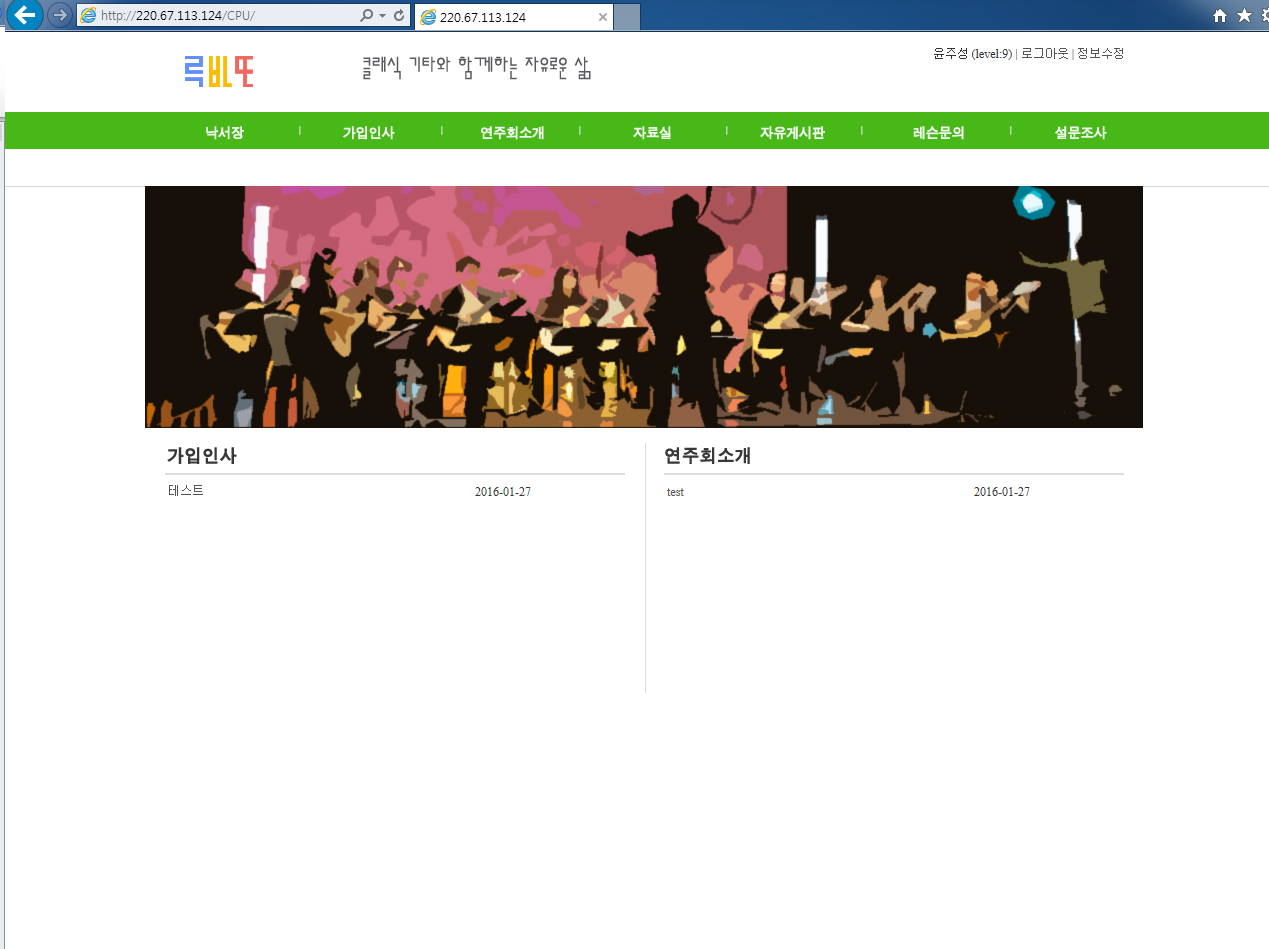 http://220.67.113.124/CPU/
220.67.113.124
윤주성 (level:9) | 로그아웃 | 정보수정
르비또 클래식 기타와 함께하는 자유로운 삶
낙서장 | 가입인사 | 연주회소개 | 자료실 | 자유게시판 | 레슨문의 | 설문조사
가입인사
테스트 2016-01-27
연주회소개
test 2016-01-27